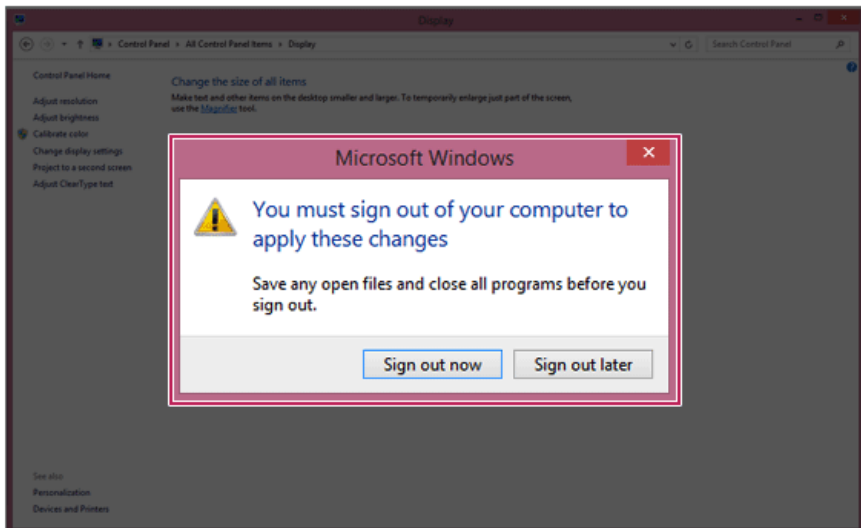 Display
Control Panel › All Control Panel Items › Display
Search Control Panel
Control Panel Home
Change the size of all items
Make text and other items on the desktop smaller and larger. To temporarily enlarge just part of the screen,
use the Magnifier tool.
Adjust resolution
Adjust brightness
Calibrate color
Change display settings
Project to a second screen
Adjust ClearType text
Microsoft Windows
You must sign out of your computer to
apply these changes
Save any open files and close all programs before you
sign out.
Sign out now
Sign out later
See also
Personalization
Devices and Printers